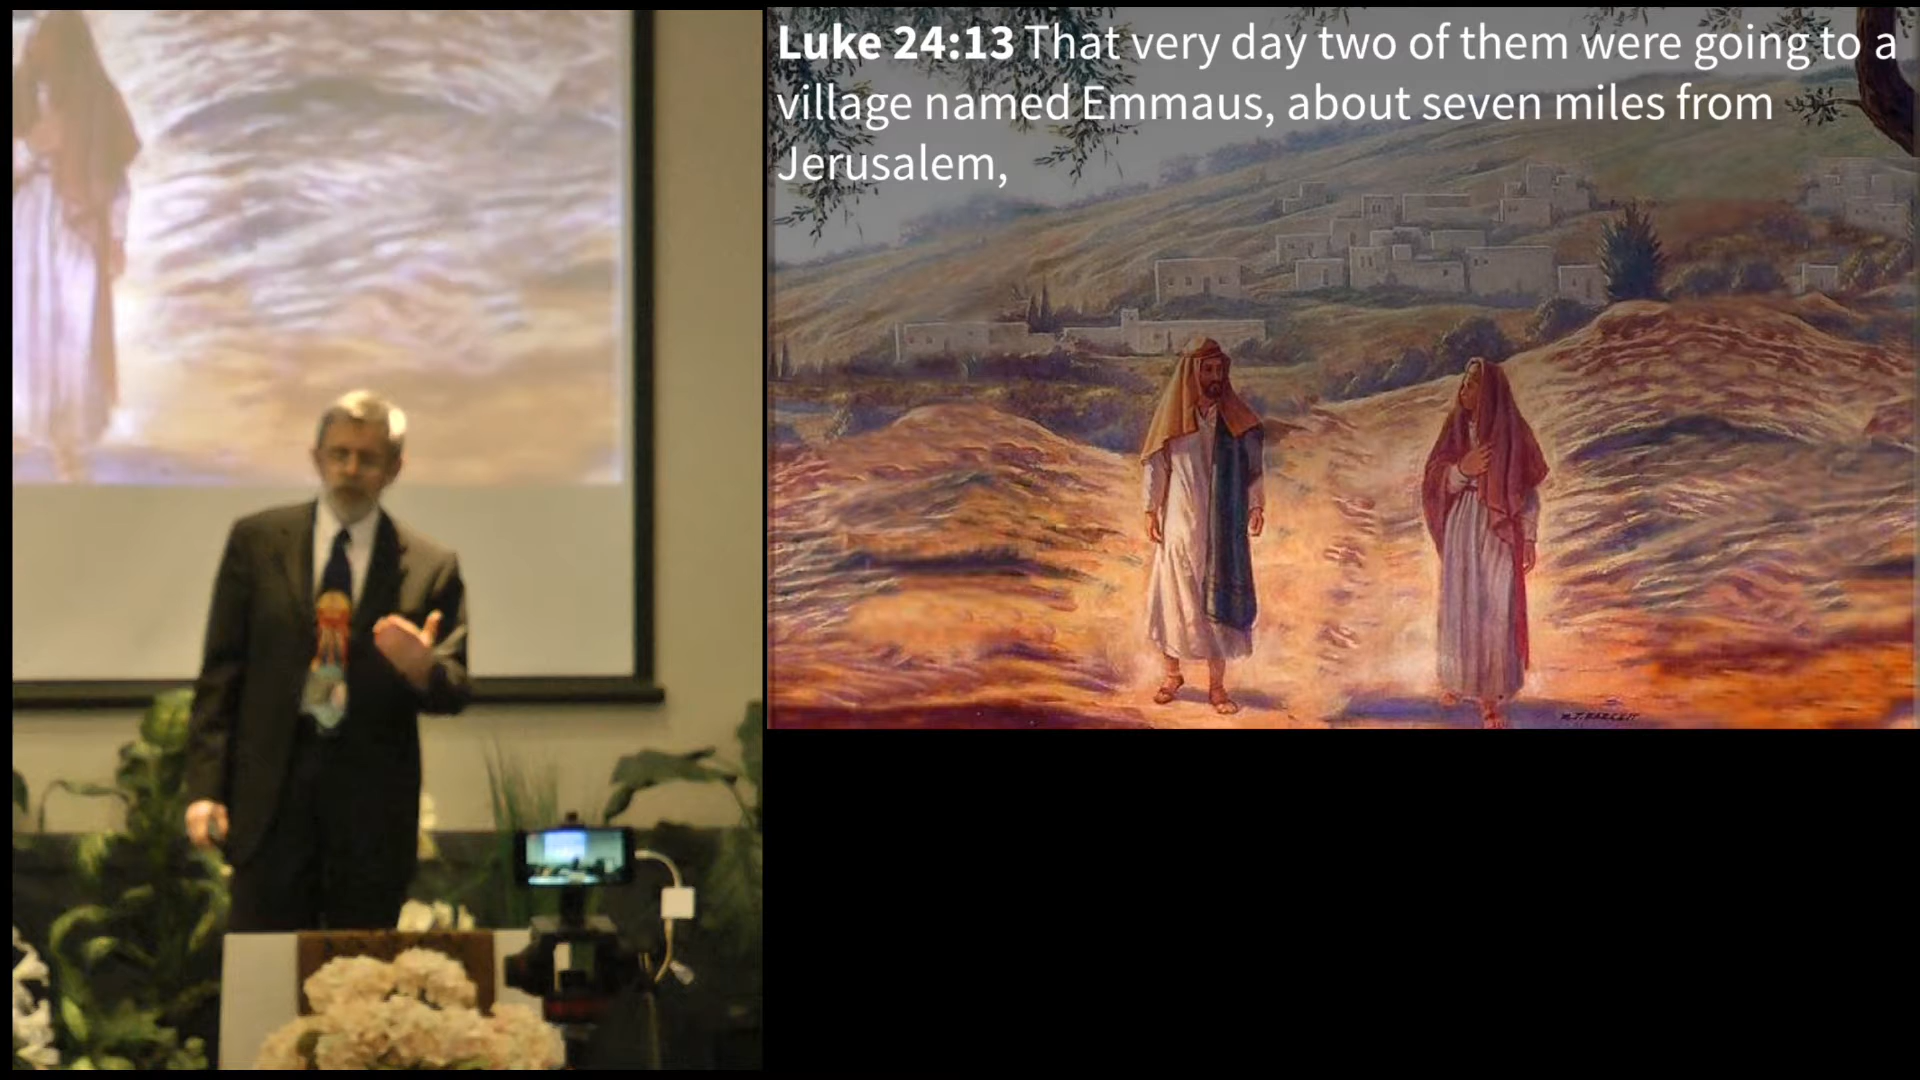 Luke 24:13 That very day two of them were going to a
village named Emmaus, about seven miles from
Jerusalem,